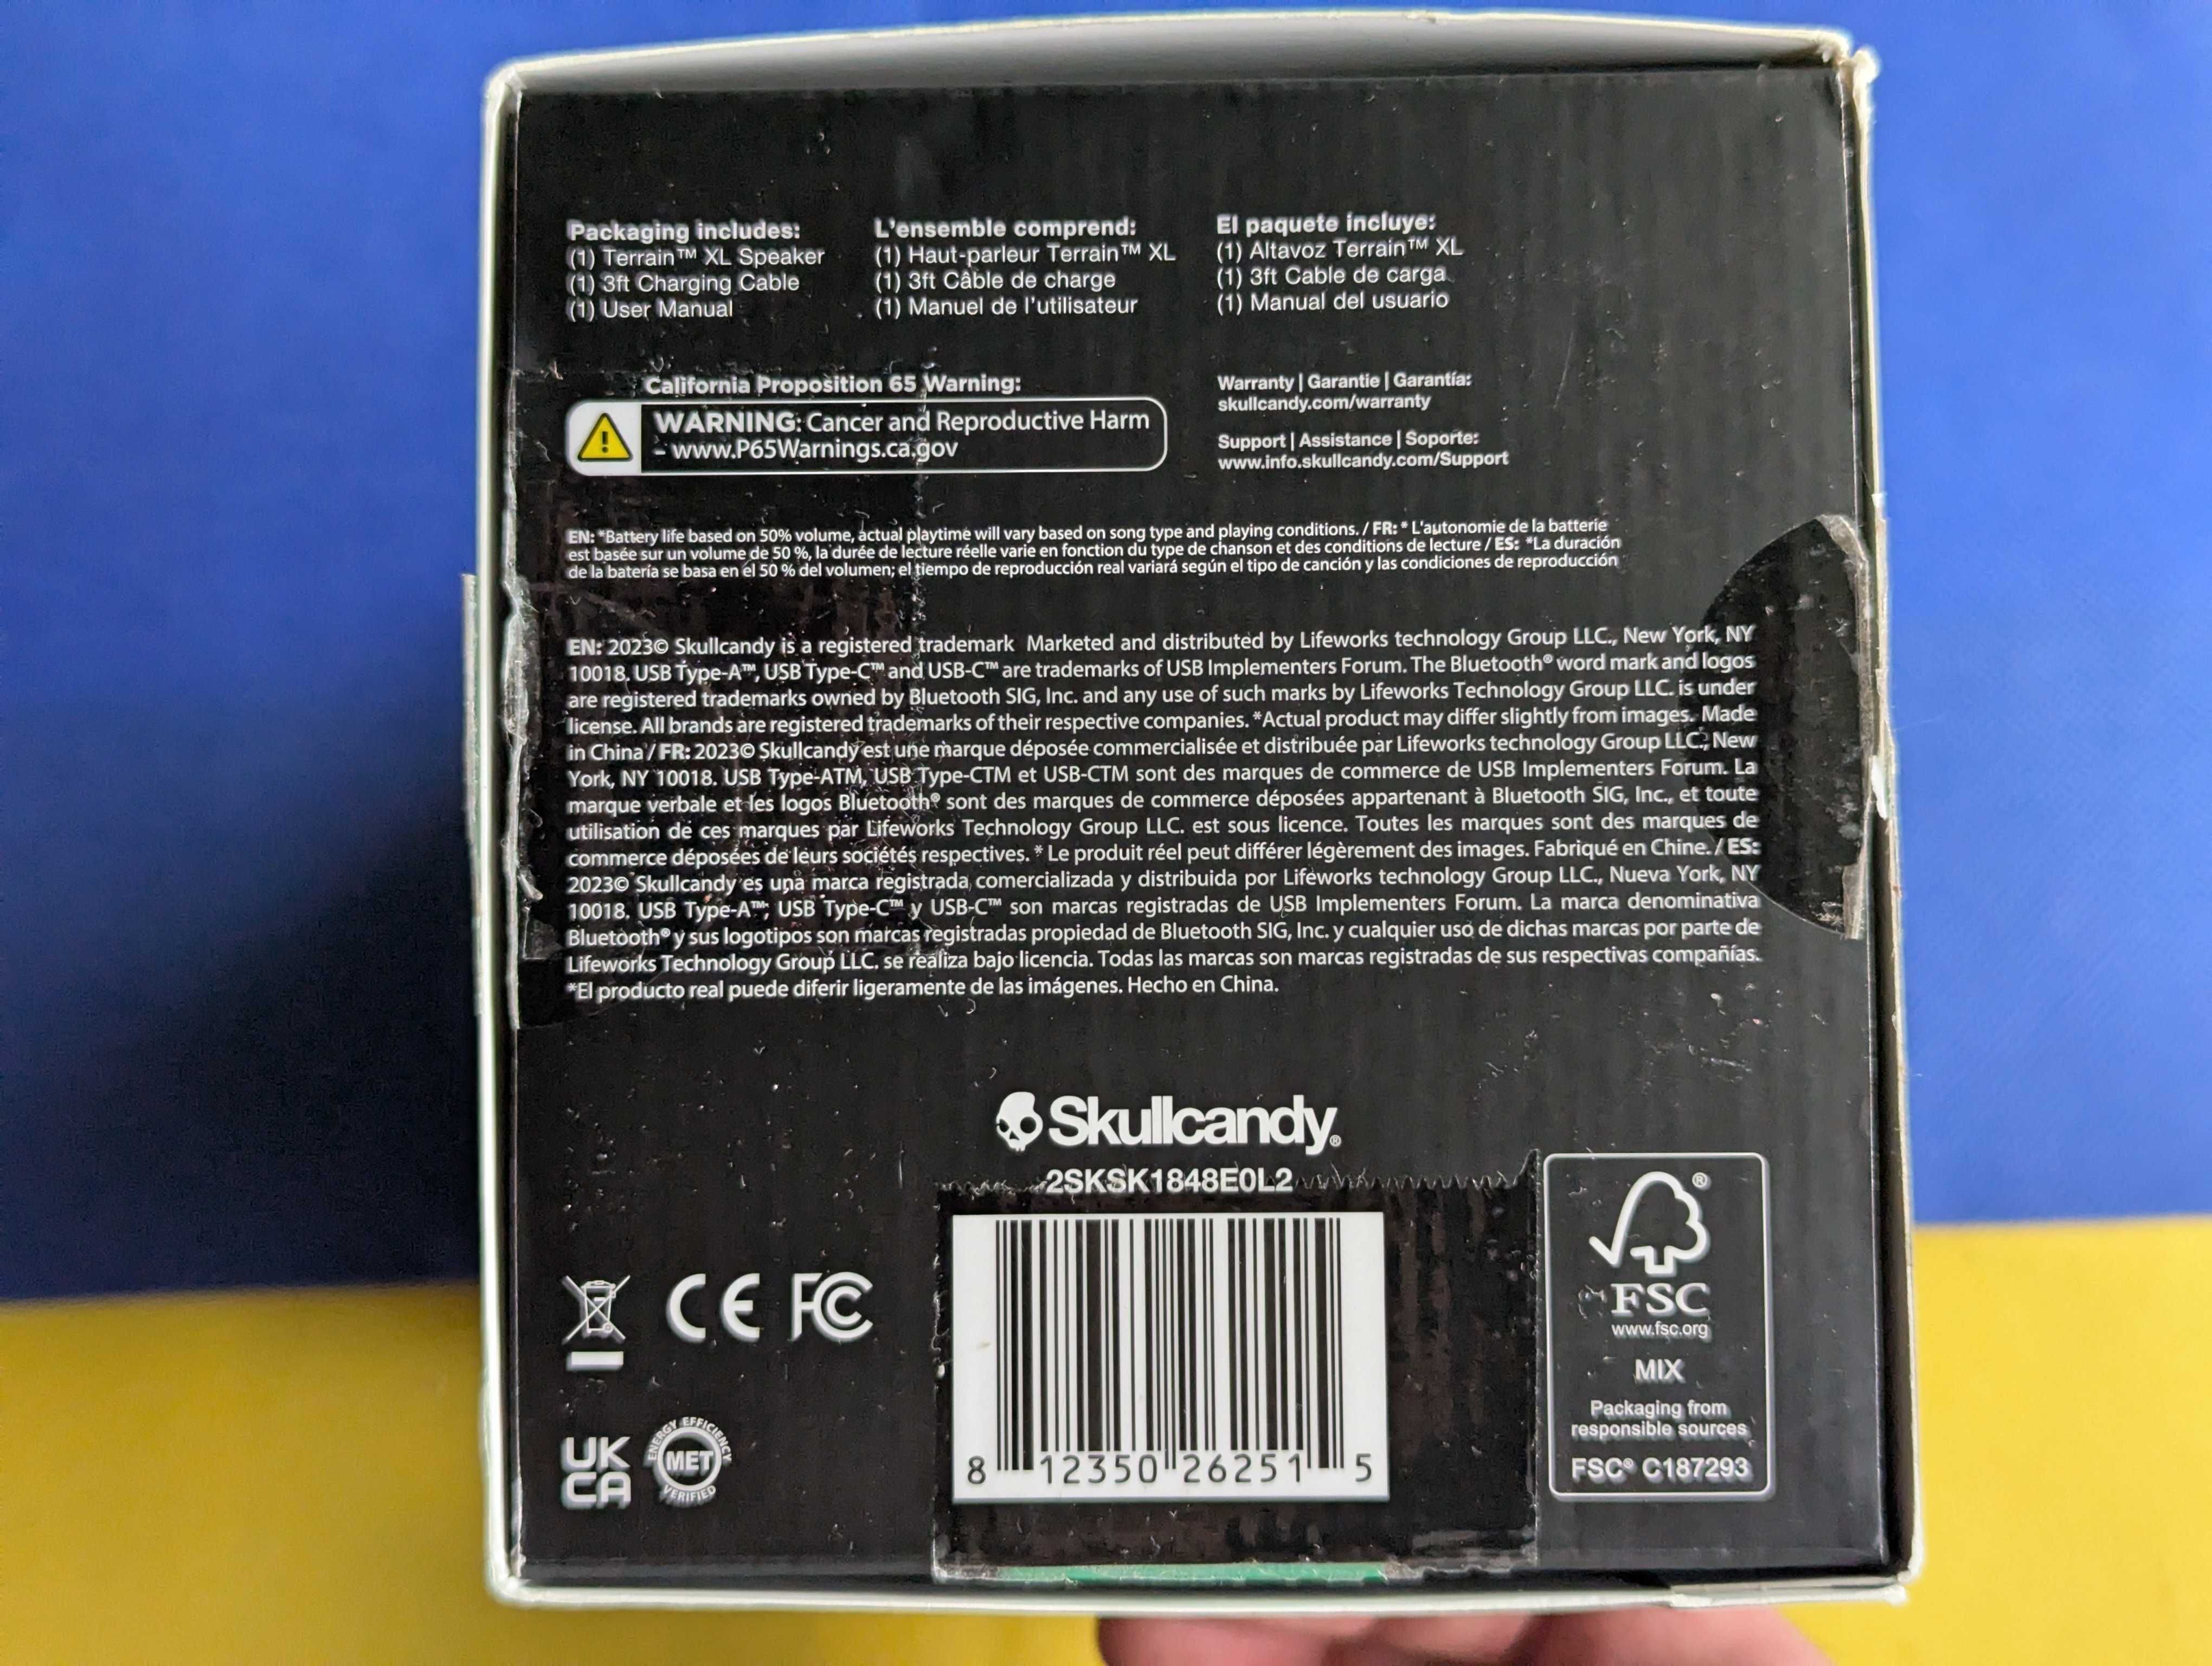 Packaging includes:
(1) Terrain™ XL Speaker
(1) 3ft Charging Cable
(1) User Manual
L'ensemble comprend:
(1) Haut-parleur Terrain™ XL
(1) 3ft Câble de charge
(1) Manuel de l'utilisateur
El paquete incluye:
(1) Altavoz Terrain™ XL
(1) 3ft Cable de carga
(1) Manual del usuario
California Proposition 65 Warning:
WARNING: Cancer and Reproductive Harm
- www.P65Warnings.ca.gov
Warranty | Garantie | Garantía:
skullcandy.com/warranty
Support | Assistance | Soporte:
www.info.skullcandy.com/Support
EN: *Battery life based on 50% volume, actual playtime will vary based on song type and playing conditions. / FR: * L'autonomie de la batterie
est basée sur un volume de 50 %, la durée de lecture réelle varie en fonction du type de chanson et des conditions de lecture / ES: *La duración
de la batería se basa en el 50 % del volumen; el tiempo de reproducción real variará según el tipo de canción y las condiciones de reproducción
EN: 2023© Skullcandy is a registered trademark Marketed and distributed by Lifeworks technology Group LLC., New York, NY
10018. USB Type-A™, USB Type-C™ and USB-C™ are trademarks of USB Implementers Forum. The Bluetooth® word mark and logos
are registered trademarks owned by Bluetooth SIG, Inc. and any use of such marks by Lifeworks Technology Group LLC. is under
license. All brands are registered trademarks of their respective companies. *Actual product may differ slightly from images. Made
in China / FR: 2023© Skullcandy est une marque déposée commercialisée et distribuée par Lifeworks technology Group LLC., New
York, NY 10018. USB Type-ATM, USB Type-CTM et USB-CTM sont des marques de commerce de USB Implementers Forum. La
marque verbale et les logos Bluetooth® sont des marques de commerce déposées appartenant à Bluetooth SIG, Inc., et toute
utilisation de ces marques par Lifeworks Technology Group LLC. est sous licence. Toutes les marques sont des marques de
commerce déposées de leurs sociétés respectives. * Le produit réel peut différer légèrement des images. Fabriqué en Chine. / ES:
2023© Skullcandy es una marca registrada comercializada y distribuida por Lifeworks technology Group LLC., Nueva York, NY
10018. USB Type-A™, USB Type-C™ y USB-C™ son marcas registradas de USB Implementers Forum. La marca denominativa
Bluetooth® y sus logotipos son marcas registradas propiedad de Bluetooth SIG, Inc. y cualquier uso de dichas marcas por parte de
Lifeworks Technology Group LLC. se realiza bajo licencia. Todas las marcas son marcas registradas de sus respectivas compañías.
*El producto real puede diferir ligeramente de las imágenes. Hecho en China.
Skullcandy®
2SKSK1848E0L2
CE FC
UK
CA
ENERGY EFFICIENCY
MET
VERIFIED
8 12350 26251 5
®
FSC
www.fsc.org
MIX
Packaging from
responsible sources
FSC® C187293